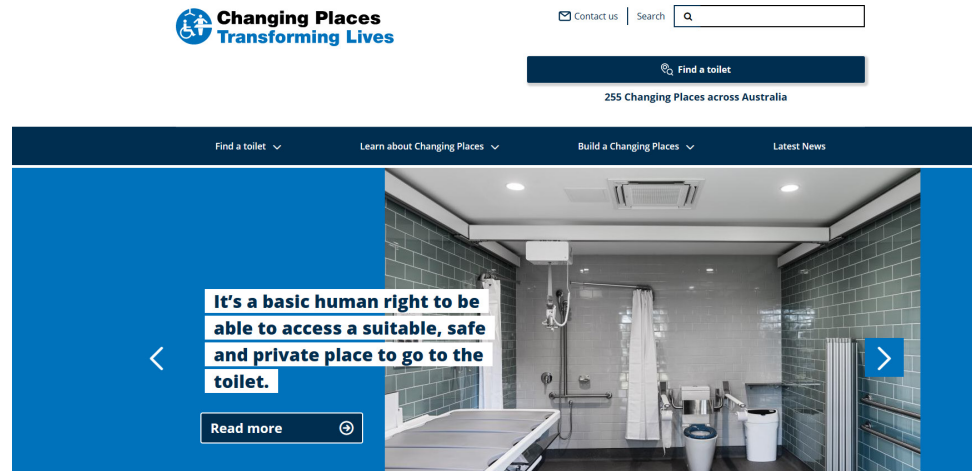 Changing Places
Transforming Lives
Contact us
Search
Find a toilet
255 Changing Places across Australia
Find a toilet
Learn about Changing Places
Build a Changing Places
Latest News
It's a basic human right to be
able to access a suitable, safe
and private place to go to the
toilet.
Read more